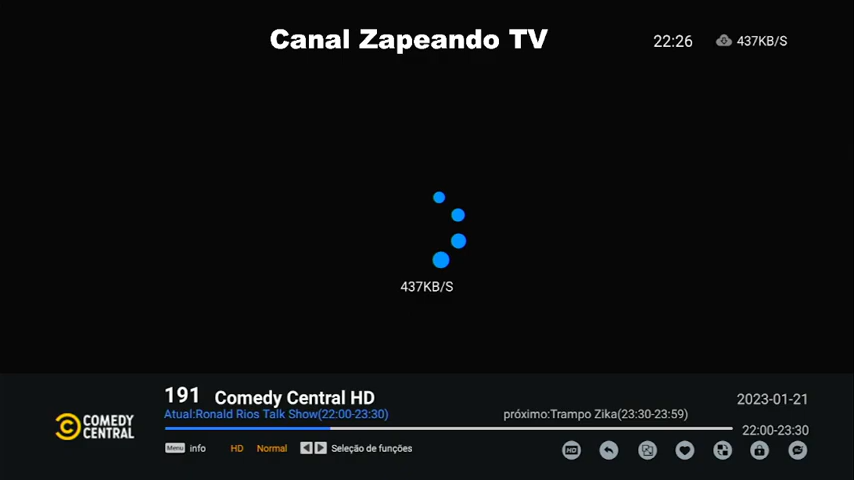 Canal Zapeando TV
22:26
437KB/S
437KB/S
191 Comedy Central HD
2023-01-21
Atual:Ronald Rios Talk Show(22:00-23:30)
próximo:Trampo Zika(23:30-23:59)
COMEDY
CENTRAL
22:00-23:30
Menu info
HD
Normal
Seleção de funções
HD